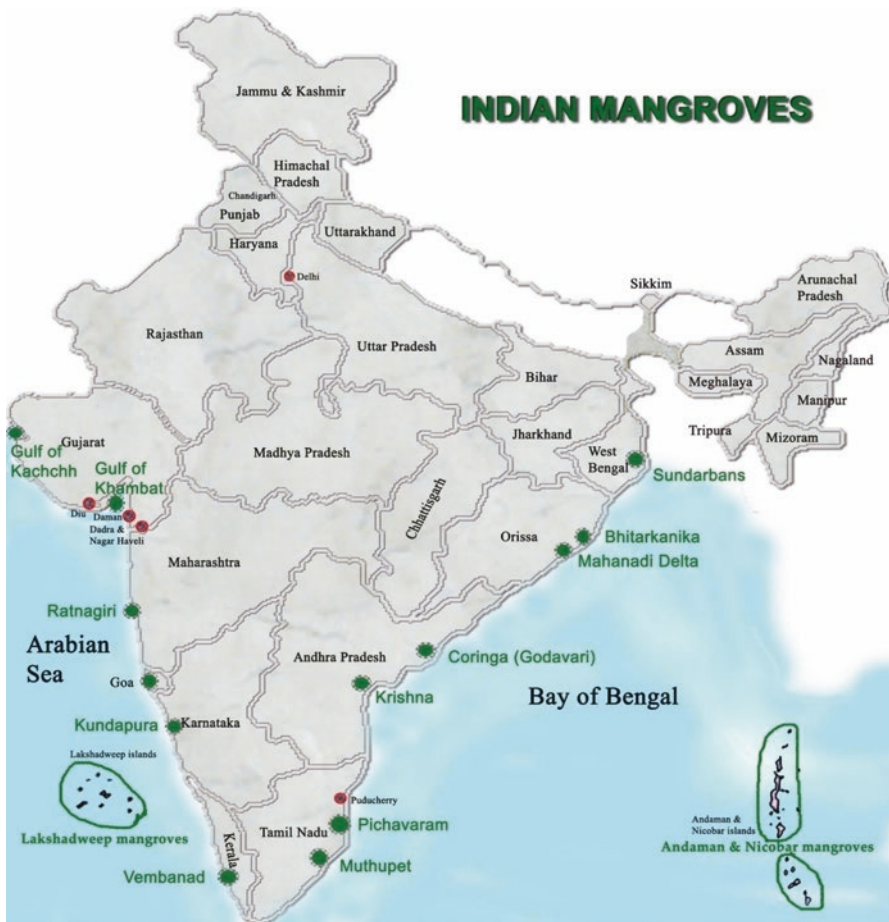 INDIAN MANGROVES
Jammu & Kashmir
Himachal
Pradesh
Chandigarh
Punjab
Uttarakhand
Haryana
Delhi
Sikkim
Arunachal
Pradesh
Rajasthan
Uttar Pradesh
Assam
Nagaland
Bihar
Meghalaya
Manipur
Gujarat
Jharkhand
Tripura
Mizoram
Gulf of
Kachchh
Gulf of
Khambat
Madhya Pradesh
West
Bengal
Sundarbans
Diu
Daman
Dadra &
Nagar Haveli
Chhattisgarh
Orissa
Bhitarkanika
Mahanadi Delta
Maharashtra
Ratnagiri
Arabian
Sea
Goa
Andhra Pradesh
Coringa (Godavari)
Krishna
Bay of Bengal
Kundapura
Karnataka
Lakshadweep islands
Lakshadweep mangroves
Puducherry
Tamil Nadu
Pichavaram
Kerala
Muthupet
Vembanad
Andaman &
Nicobar islands
Andaman & Nicobar mangroves